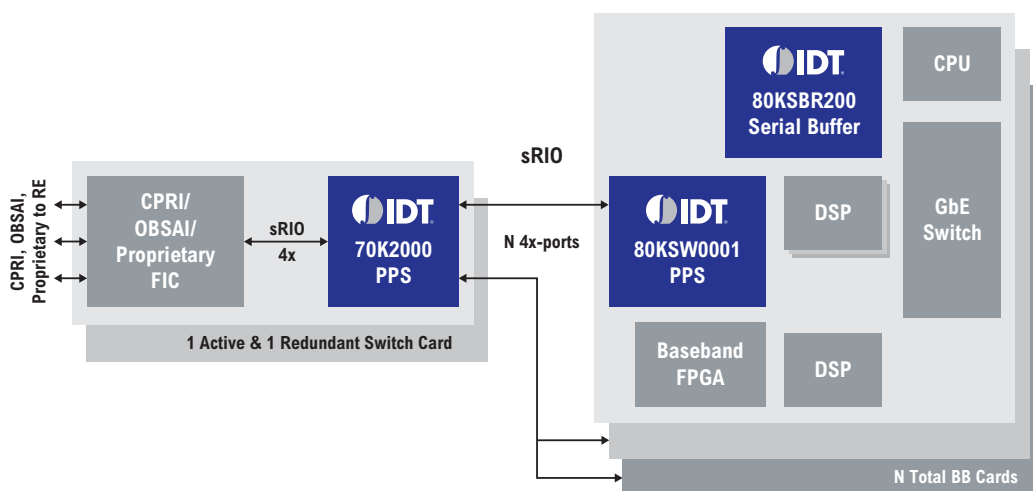 CPRI, OBSAI,
Proprietary to RE
CPRI/
OBSAI/
Proprietary
FIC
sRIO
4x
IDT
70K2000
PPS
1 Active & 1 Redundant Switch Card
sRIO
N 4x-ports
IDT
80KSBR200
Serial Buffer
CPU
IDT
80KSW0001
PPS
DSP
GbE
Switch
Baseband
FPGA
DSP
N Total BB Cards